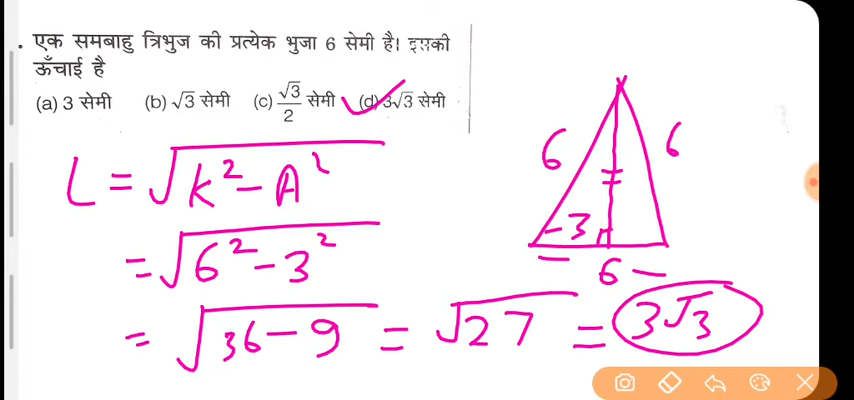 . एक समबाहु त्रिभुज की प्रत्येक भुजा 6 सेमी है। इसकी
ऊँचाई है
(a) 3 सेमी (b) √3 सेमी (c) √3/2 सेमी (d) 3√3 सेमी
L = √K² - A²
= √6² - 3²
= √36 - 9 = √27 = 3√3
6 6
3
6